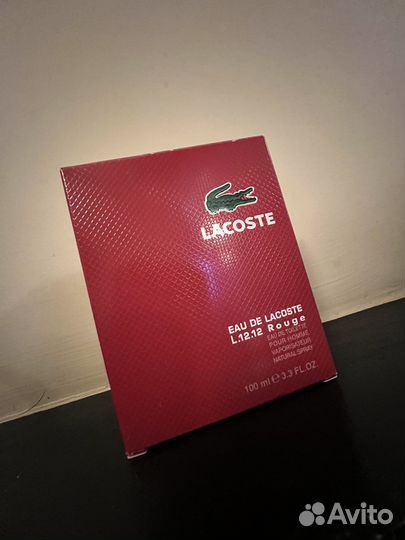 LACOSTE
EAU DE LACOSTE
L.12.12 Rouge
EAU DE TOILETTE
POUR HOMME
VAPORISATEUR
NATURAL SPRAY
100 ml e 3.3 FL.OZ.
Avito